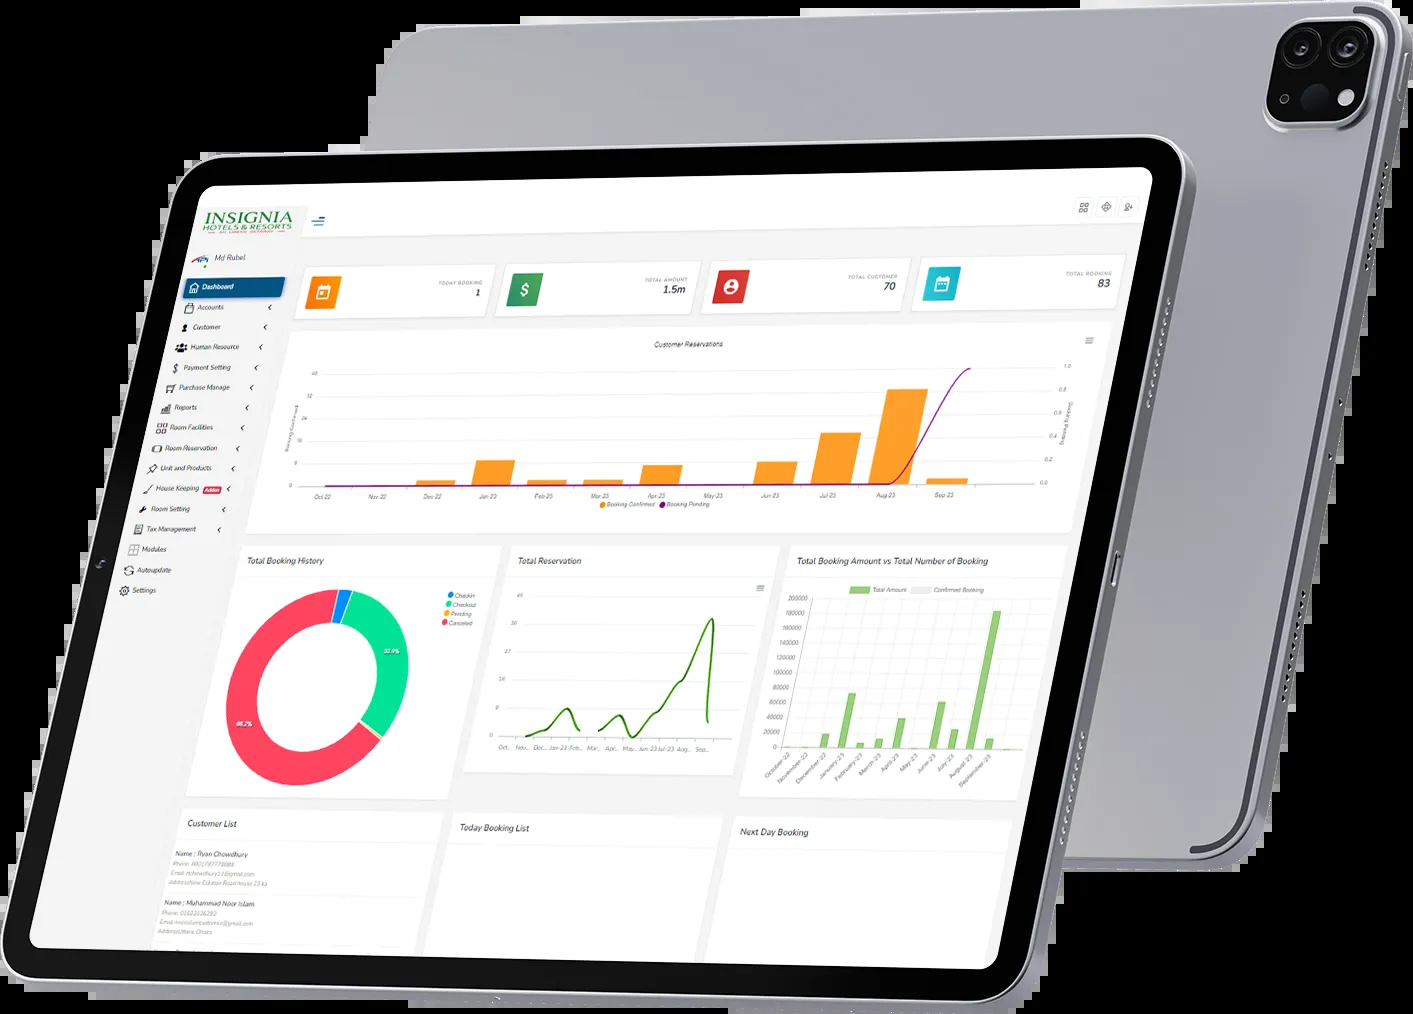 INSIGNIA
HOTELS & RESORTS
Md Rubel
Dashboard
Accounts
Customer
Human Resource
Payment Setting
Purchase Manage
Reports
Room Facilities
Room Reservation
Unit and Products
House Keeping Addon
Room Setting
Tax Management
Modules
Autoupdate
Settings
TODAY BOOKING
1
TOTAL AMOUNT
1.5m
TOTAL CUSTOMER
70
TOTAL BOOKING
83
Customer Reservations
40
32
24
16
8
0
Booking Confirmed
1.0
0.8
0.6
0.4
0.2
0.0
Booking Pending
Oct-22 Nov-22 Dec-22 Jan-23 Feb-23 Mar-23 Apr-23 May-23 Jun-23 Jul-23 Aug-23 Sep-23
Booking Confirmed Booking Pending
Total Booking History
Checkin
Checkout
Pending
Canceled
30.9%
66.2%
Total Reservation
45
36
27
18
9
0
Oct... Nov... Dec... Jan-23 Feb... Mar... Apr... May... Jun-23 Jul-23 Aug... Sep...
Total Booking Amount vs Total Number of Booking
Total Amount Confirmed Booking
200000
180000
160000
140000
120000
100000
80000
60000
40000
20000
0
October-22 November-22 December-22 January-23 February-23 March-23 April-23 May-23 June-23 July-23 August-23 September-23
Customer List
Name : Ryan Chowdhury
Phone:
Email:
Name : Muhammad Noor Islam
Phone:
Email:
Today Booking List
Next Day Booking